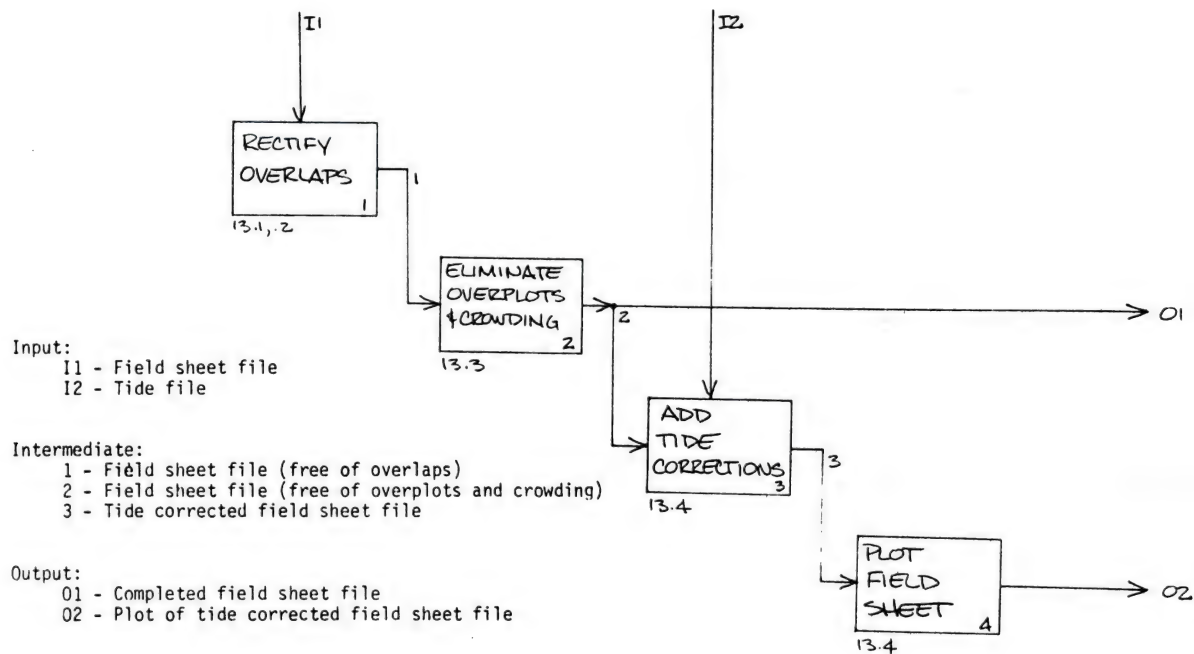 I1
I2
RECTIFY
OVERLAPS
1
13.1,.2
1
ELIMINATE
OVERPLOTS
&CROWDING
2
13.3
2
O1
Input:
I1 - Field sheet file
I2 - Tide file
ADD
TIDE
CORRECTIONS
3
13.4
3
Intermediate:
1 - Field sheet file (free of overlaps)
2 - Field sheet file (free of overplots and crowding)
3 - Tide corrected field sheet file
PLOT
FIELD
SHEET
4
13.4
O2
Output:
O1 - Completed field sheet file
O2 - Plot of tide corrected field sheet file